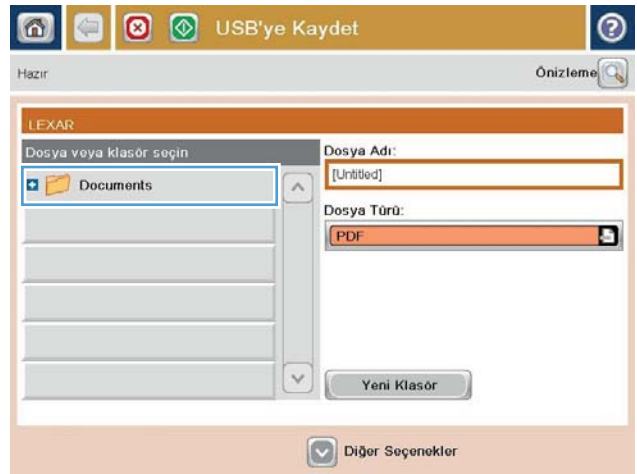 USB'ye Kaydet
Hazır
Önizleme
LEXAR
Dosya veya klasör seçin
Documents
Dosya Adı:
[Untitled]
Dosya Türü:
PDF
Yeni Klasör
Diğer Seçenekler